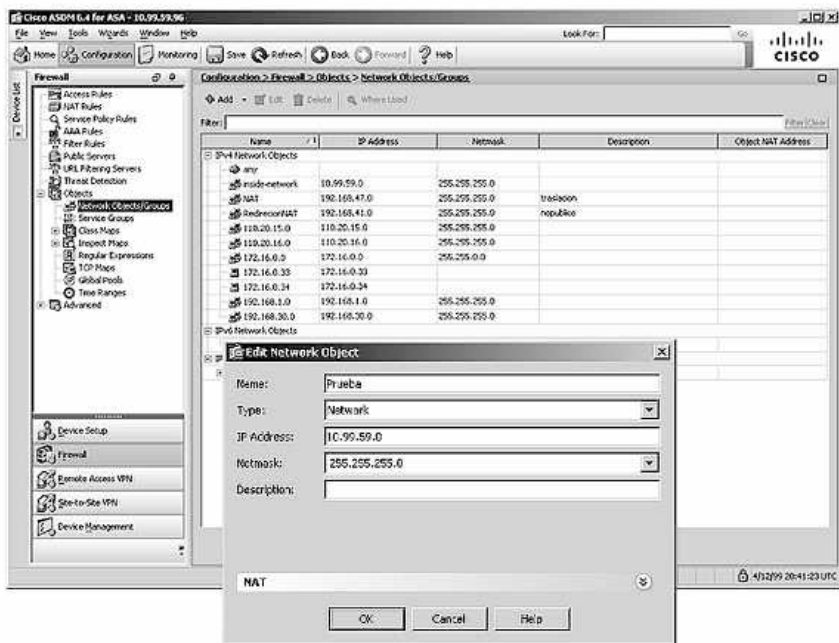 Cisco ASDM 6.4 for ASA - 10.99.59.96
File View Tools Wizards Window Help
Look For:
Go
Home Configuration Monitoring Save Refresh Back Forward Help
CISCO
Device List
Firewall
Access Rules
NAT Rules
Service Policy Rules
AAA Rules
Filter Rules
Public Servers
URL Filtering Servers
Threat Detection
Objects
Network Objects/Groups
Service Groups
Class Maps
Inspect Maps
Regular Expressions
TCP Maps
Global Pools
Time Ranges
Advanced
Device Setup
Firewall
Remote Access VPN
Site-to-Site VPN
Device Management
Configuration > Firewall > Objects > Network Objects/Groups
Add Edit Delete Where Used
Filter:
Filter|Clear
Name IP Address Netmask Description Object NAT Address
IPv4 Network Objects
any
inside-network 10.99.59.0 255.255.255.0
NAT 192.168.47.0 255.255.255.0 traslacion
RedirecionNAT 192.168.41.0 255.255.255.0 nopublico
110.20.15.0 110.20.15.0 255.255.255.0
110.20.16.0 110.20.16.0 255.255.255.0
172.16.0.0 172.16.0.0 255.255.0.0
172.16.0.33 172.16.0.33
172.16.0.34 172.16.0.34
192.168.1.0 192.168.1.0 255.255.255.0
192.168.30.0 192.168.30.0 255.255.255.0
IPv6 Network Objects
Edit Network Object
Name: Prueba
Type: Network
IP Address: 10.99.59.0
Netmask: 255.255.255.0
Description:
NAT
OK Cancel Help
4/12/99 20:41:23 UTC